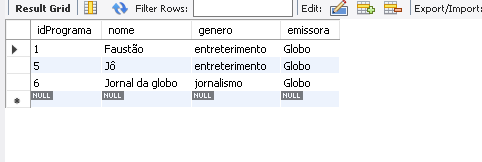 Result Grid Filter Rows: Edit: Export/Import:
idPrograma nome genero emissora
1 Faustão entreterimento Globo
5 Jô entreterimento Globo
6 Jornal da globo jornalismo Globo
NULL NULL NULL NULL